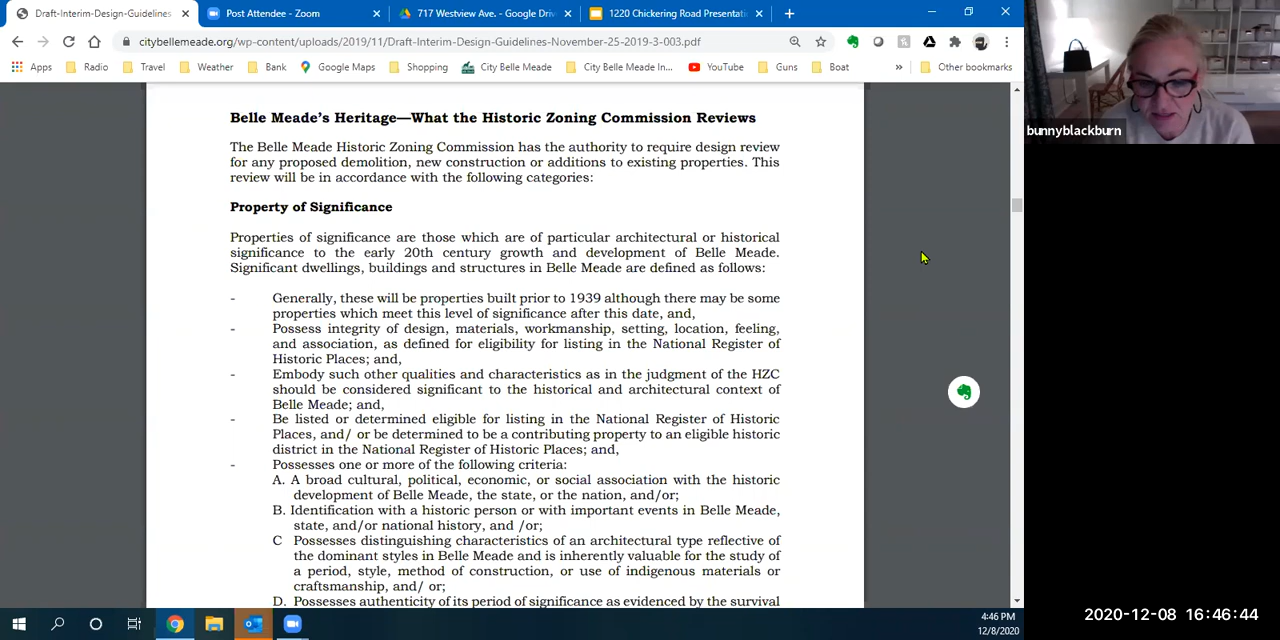 Draft-Interim-Design-Guidelines
Post Attendee - Zoom
717 Westview Ave. - Google Driv
1220 Chickering Road Presentati
citybellemeade.org/wp-content/uploads/2019/11/Draft-Interim-Design-Guidelines-November-25-2019-3-003.pdf
Apps
Radio
Travel
Weather
Bank
Google Maps
Shopping
City Belle Meade
City Belle Meade In...
YouTube
Guns
Boat
»
Other bookmarks
bunnyblackburn
Belle Meade's Heritage—What the Historic Zoning Commission Reviews
The Belle Meade Historic Zoning Commission has the authority to require design review
for any proposed demolition, new construction or additions to existing properties. This
review will be in accordance with the following categories:
Property of Significance
Properties of significance are those which are of particular architectural or historical
significance to the early 20th century growth and development of Belle Meade.
Significant dwellings, buildings and structures in Belle Meade are defined as follows:
- Generally, these will be properties built prior to 1939 although there may be some
properties which meet this level of significance after this date, and,
- Possess integrity of design, materials, workmanship, setting, location, feeling,
and association, as defined for eligibility for listing in the National Register of
Historic Places; and,
- Embody such other qualities and characteristics as in the judgment of the HZC
should be considered significant to the historical and architectural context of
Belle Meade; and,
- Be listed or determined eligible for listing in the National Register of Historic
Places, and/ or be determined to be a contributing property to an eligible historic
district in the National Register of Historic Places; and,
- Possesses one or more of the following criteria:
A. A broad cultural, political, economic, or social association with the historic
development of Belle Meade, the state, or the nation, and/or;
B. Identification with a historic person or with important events in Belle Meade,
state, and/or national history, and /or;
C Possesses distinguishing characteristics of an architectural type reflective of
the dominant styles in Belle Meade and is inherently valuable for the study of
a period, style, method of construction, or use of indigenous materials or
craftsmanship, and/ or;
D. Possesses authenticity of its period of significance as evidenced by the survival
4:46 PM
12/8/2020
2020-12-08 16:46:44